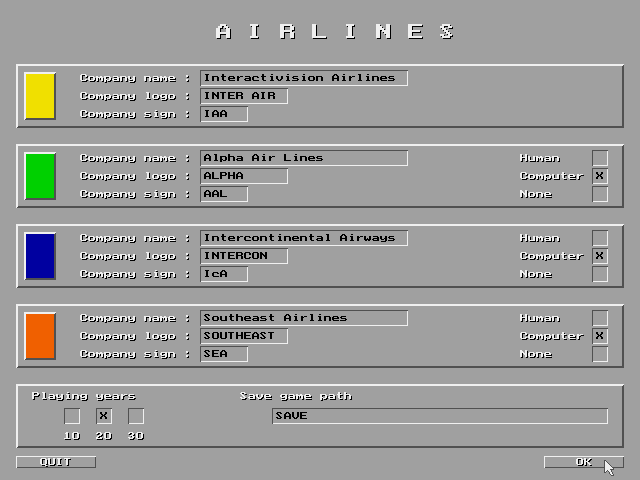 AIRLINES
Company name : Interactivision Airlines
Company logo : INTER AIR
Company sign : IAA
Company name : Alpha Air Lines Human
Company logo : ALPHA Computer X
Company sign : AAL None
Company name : Intercontinental Airways Human
Company logo : INTERCON Computer X
Company sign : IcA None
Company name : Southeast Airlines Human
Company logo : SOUTHEAST Computer X
Company sign : SEA None
Playing years Save game path
X SAVE
10 20 30
QUIT OK